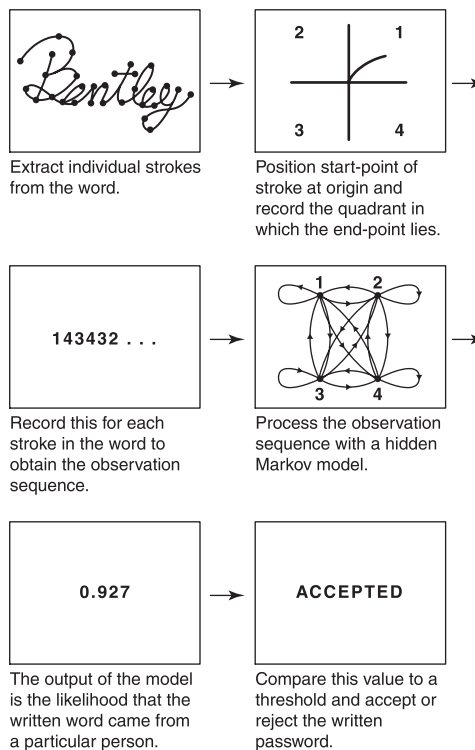 Bentley
2 1
3 4
Extract individual strokes
from the word.
Position start-point of
stroke at origin and
record the quadrant in
which the end-point lies.
143432 . . .
1 2
3 4
Record this for each
stroke in the word to
obtain the observation
sequence.
Process the observation
sequence with a hidden
Markov model.
0.927
ACCEPTED
The output of the model
is the likelihood that the
written word came from
a particular person.
Compare this value to a
threshold and accept or
reject the written
password.